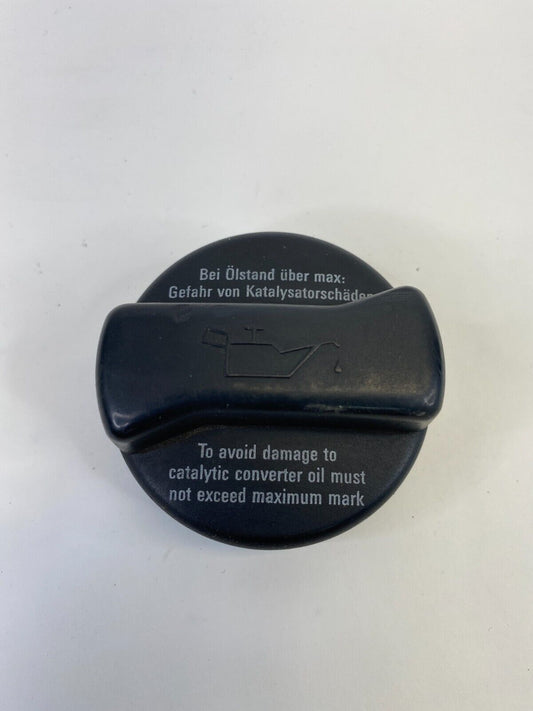 Bei Ölstand über max:
Gefahr von Katalysatorschäden
To avoid damage to
catalytic converter oil must
not exceed maximum mark